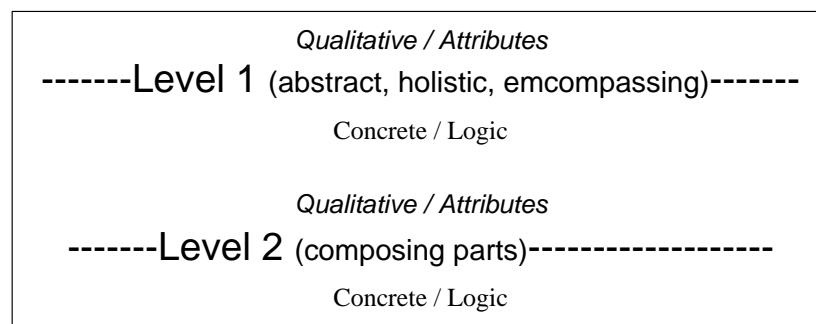 Qualitative / Attributes
-------Level 1 (abstract, holistic, emcompassing)-------
Concrete / Logic
Qualitative / Attributes
-------Level 2 (composing parts)-------------------
Concrete / Logic